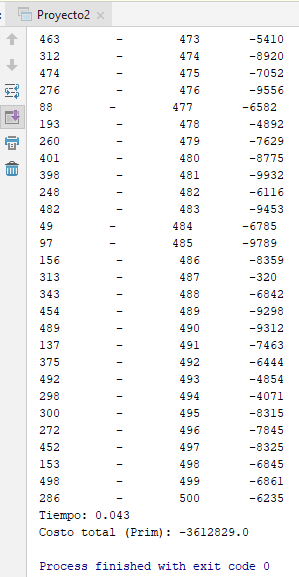 Proyecto2
463 - 473 -5410
312 - 474 -8920
474 - 475 -7052
276 - 476 -9556
88 - 477 -6582
193 - 478 -4892
260 - 479 -7629
401 - 480 -8775
398 - 481 -9932
248 - 482 -6116
482 - 483 -9453
49 - 484 -6785
97 - 485 -9789
156 - 486 -8359
313 - 487 -320
343 - 488 -6842
454 - 489 -9298
489 - 490 -9312
137 - 491 -7463
375 - 492 -6444
492 - 493 -4854
298 - 494 -4071
300 - 495 -8315
272 - 496 -7845
452 - 497 -8325
153 - 498 -6845
498 - 499 -6861
286 - 500 -6235
Tiempo: 0.043
Costo total (Prim): -3612829.0
Process finished with exit code 0